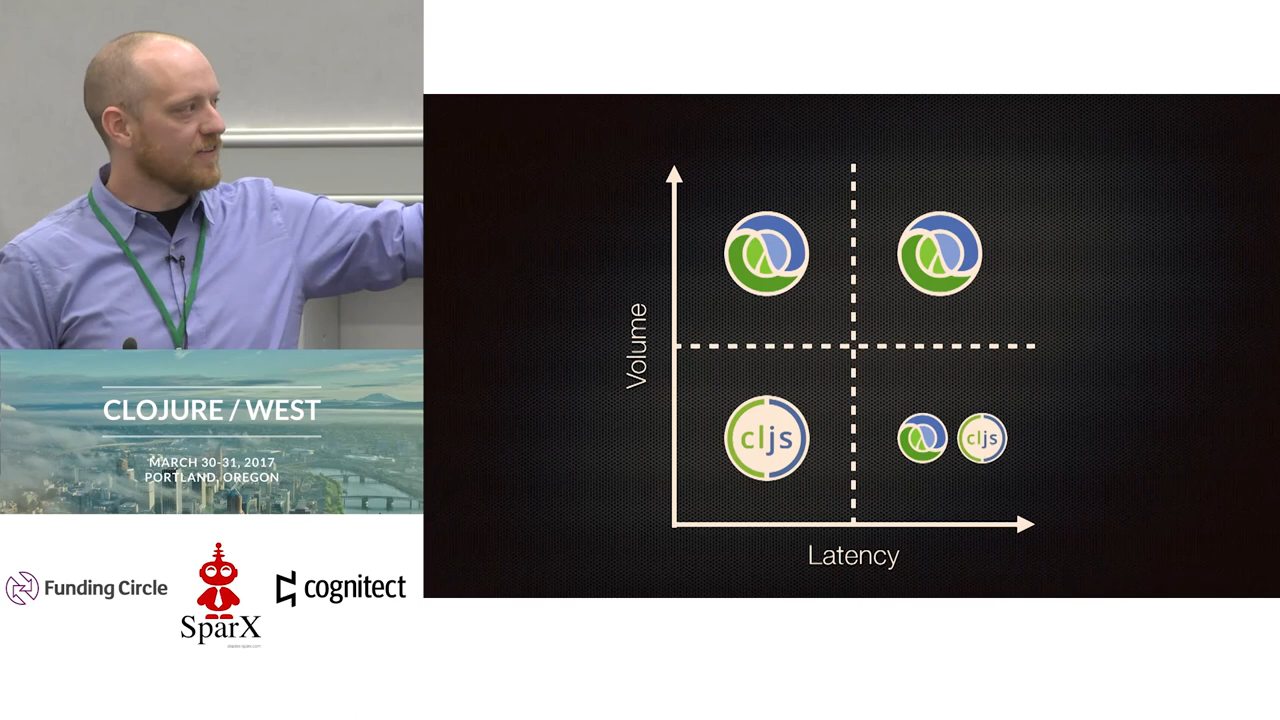 CLOJURE / WEST
MARCH 30-31, 2017
PORTLAND, OREGON
Funding Circle
SparX
cognitect
Volume
cljs
cljs
Latency